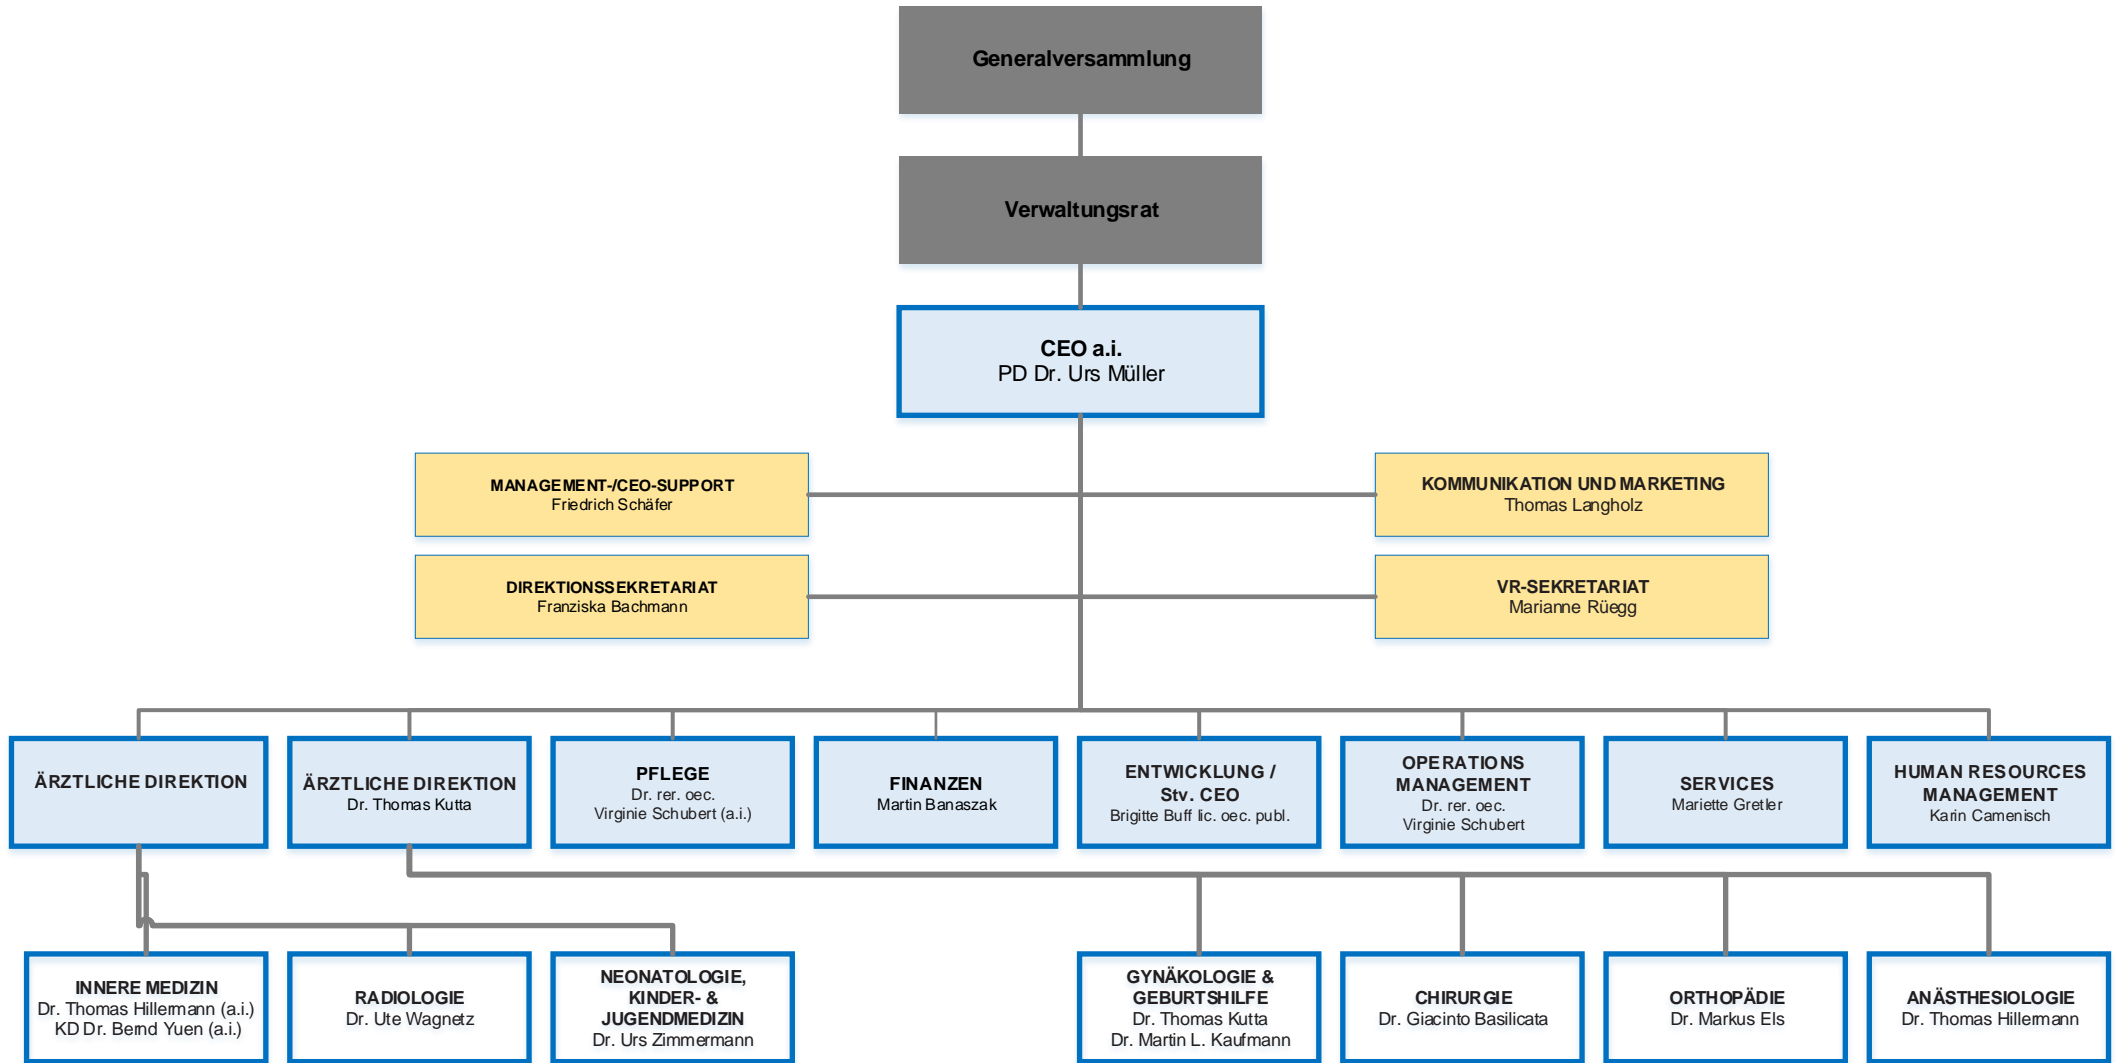 Generalversammlung
Verwaltungsrat
CEO a.i.
PD Dr. Urs Müller
MANAGEMENT-/CEO-SUPPORT
Friedrich Schäfer
KOMMUNIKATION UND MARKETING
Thomas Langholz
DIREKTIONSSEKRETARIAT
Franziska Bachmann
VR-SEKRETARIAT
Marianne Rüegg
ÄRZTLICHE DIREKTION
ÄRZTLICHE DIREKTION
Dr. Thomas Kutta
PFLEGE
Dr. rer. oec.
Virginie Schubert (a.i.)
FINANZEN
Martin Banaszak
ENTWICKLUNG /
Stv. CEO
Brigitte Buff lic. oec. publ.
OPERATIONS
MANAGEMENT
Dr. rer. oec.
Virginie Schubert
SERVICES
Mariette Gretler
HUMAN RESOURCES
MANAGEMENT
Karin Camenisch
INNERE MEDIZIN
Dr. Thomas Hillermann (a.i.)
KD Dr. Bernd Yuen (a.i.)
RADIOLOGIE
Dr. Ute Wagnetz
NEONATOLOGIE,
KINDER- &
JUGENDMEDIZIN
Dr. Urs Zimmermann
GYNÄKOLOGIE &
GEBURTSHILFE
Dr. Thomas Kutta
Dr. Martin L. Kaufmann
CHIRURGIE
Dr. Giacinto Basilicata
ORTHOPÄDIE
Dr. Markus Els
ANÄSTHESIOLOGIE
Dr. Thomas Hillermann